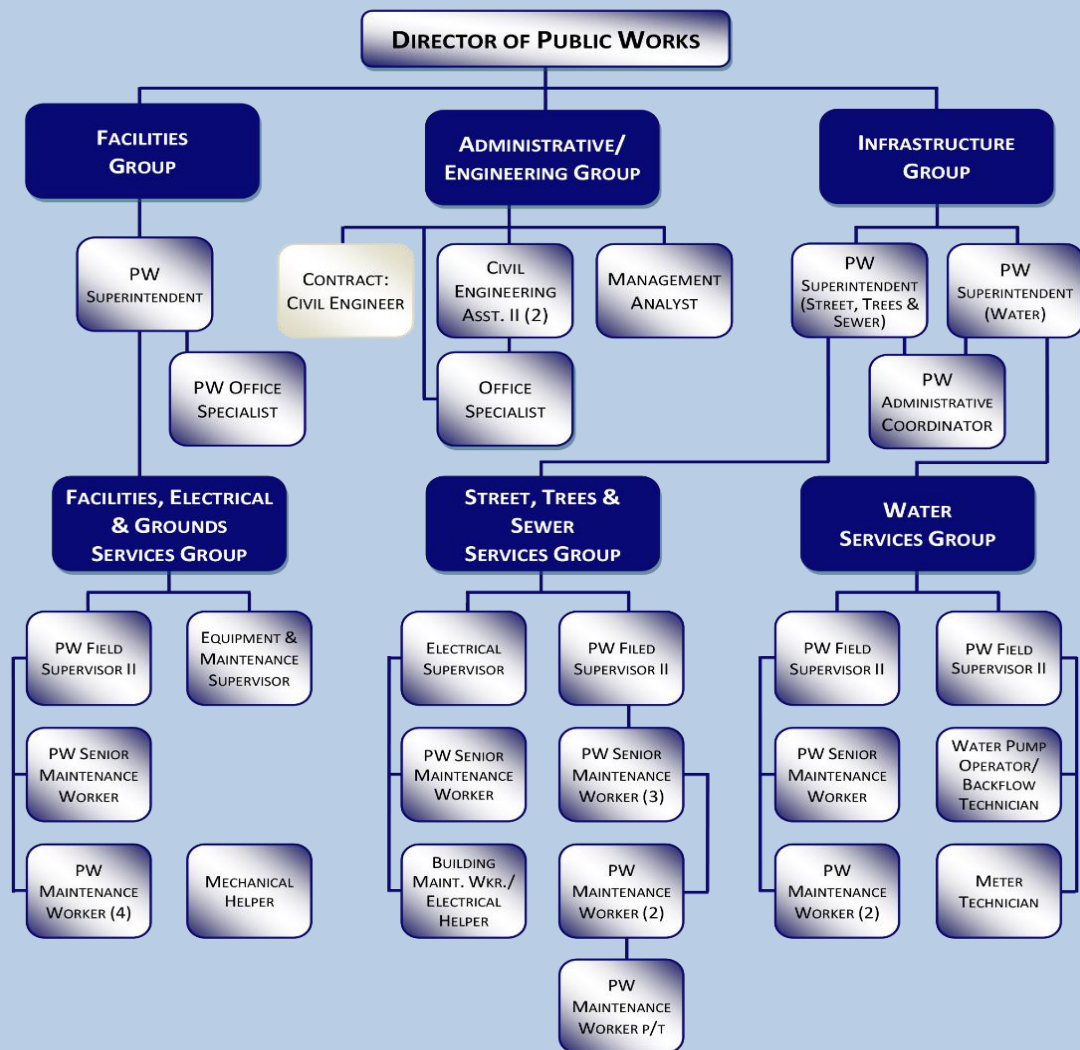 DIRECTOR OF PUBLIC WORKS
FACILITIES
GROUP
ADMINISTRATIVE/
ENGINEERING GROUP
INFRASTRUCTURE
GROUP
PW
SUPERINTENDENT
CONTRACT:
CIVIL ENGINEER
CIVIL
ENGINEERING
ASST. II (2)
MANAGEMENT
ANALYST
PW
SUPERINTENDENT
(STREET, TREES &
SEWER)
PW
SUPERINTENDENT
(WATER)
PW OFFICE
SPECIALIST
OFFICE
SPECIALIST
PW
ADMINISTRATIVE
COORDINATOR
FACILITIES, ELECTRICAL
& GROUNDS
SERVICES GROUP
STREET, TREES &
SEWER
SERVICES GROUP
WATER
SERVICES GROUP
PW FIELD
SUPERVISOR II
EQUIPMENT &
MAINTENANCE
SUPERVISOR
ELECTRICAL
SUPERVISOR
PW FILED
SUPERVISOR II
PW FIELD
SUPERVISOR II
PW FIELD
SUPERVISOR II
PW SENIOR
MAINTENANCE
WORKER
PW SENIOR
MAINTENANCE
WORKER
PW SENIOR
MAINTENANCE
WORKER (3)
PW SENIOR
MAINTENANCE
WORKER
WATER PUMP
OPERATOR/
BACKFLOW
TECHNICIAN
PW
MAINTENANCE
WORKER (4)
MECHANICAL
HELPER
BUILDING
MAINT. WKR./
ELECTRICAL
HELPER
PW
MAINTENANCE
WORKER (2)
PW
MAINTENANCE
WORKER (2)
METER
TECHNICIAN
PW
MAINTENANCE
WORKER P/T